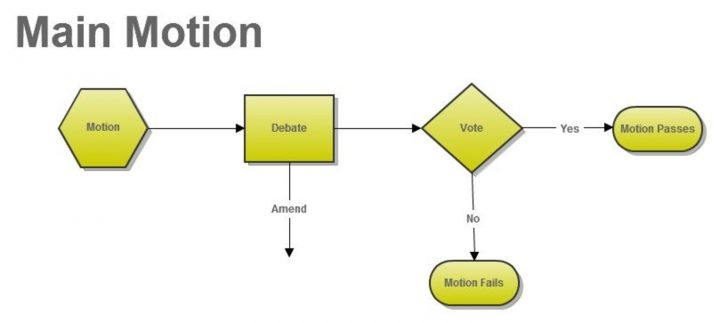 Main Motion
Motion
Debate
Vote
Yes
Motion Passes
Amend
No
Motion Fails